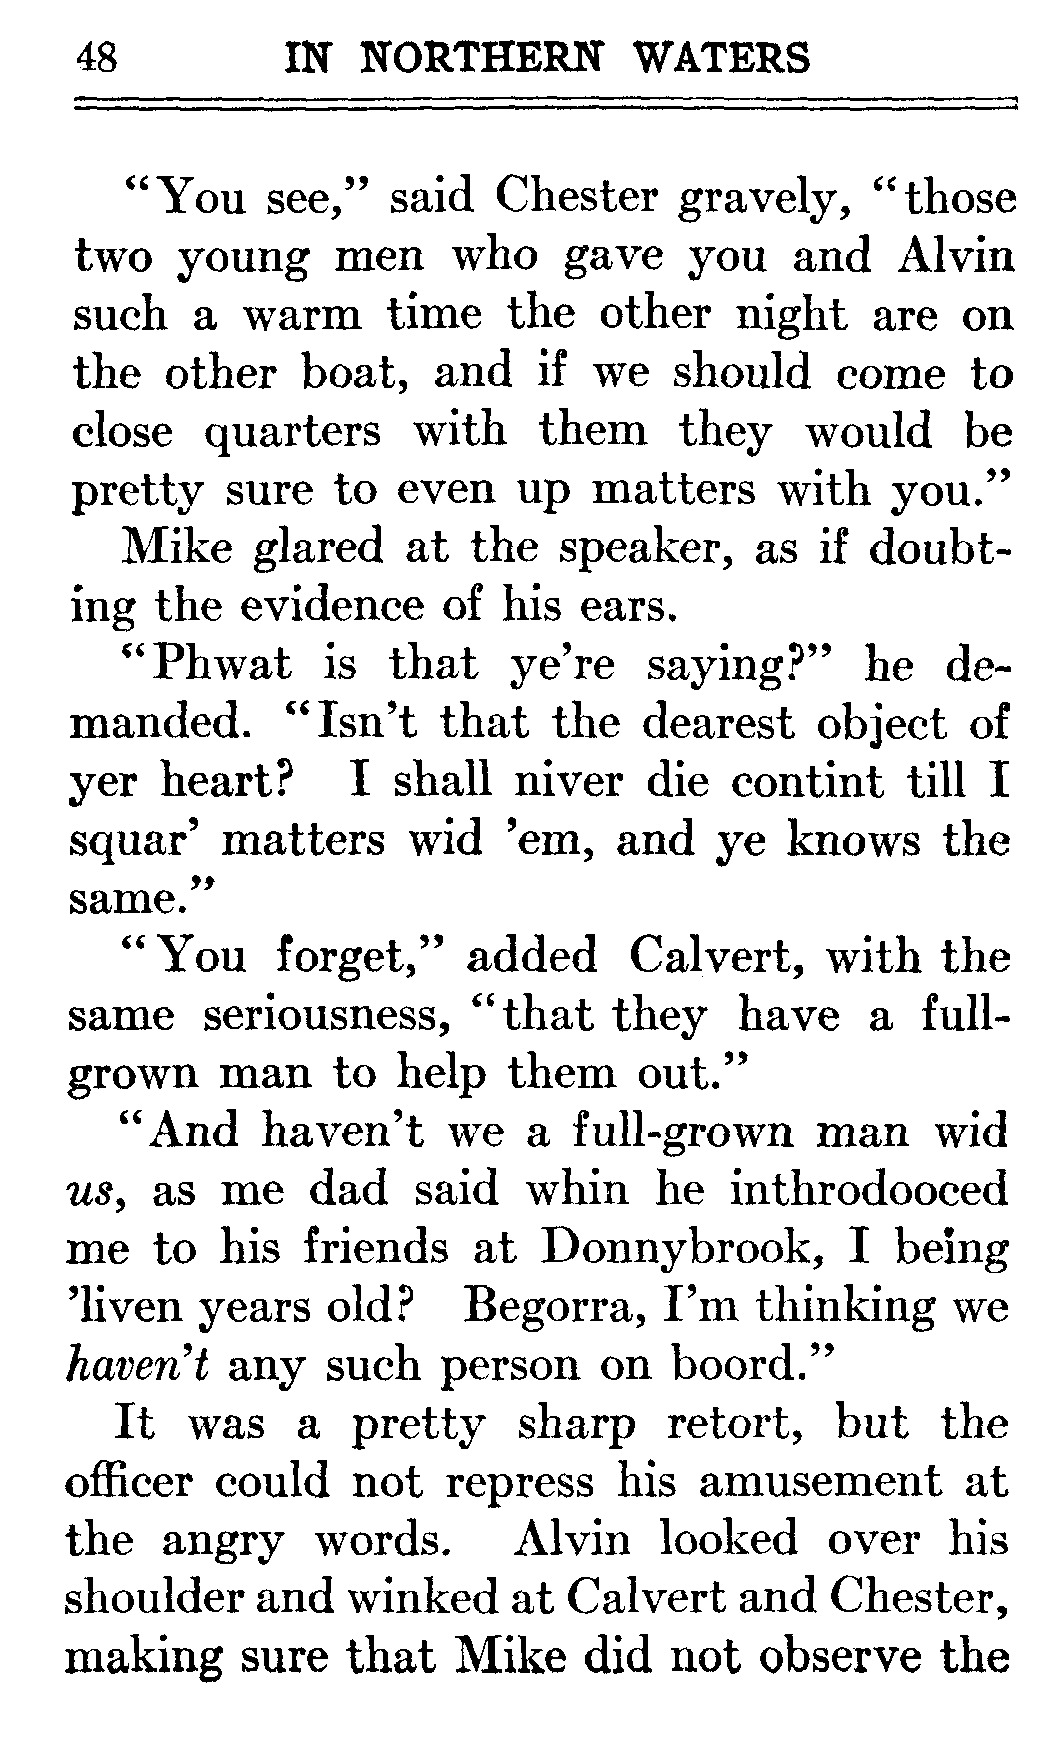 48 IN NORTHERN WATERS
“You see,” said Chester gravely, “those
two young men who gave you and Alvin
such a warm time the other night are on
the other boat, and if we should come to
close quarters with them they would be
pretty sure to even up matters with you.”
Mike glared at the speaker, as if doubt-
ing the evidence of his ears.
“Phwat is that ye’re saying?” he de-
manded. “Isn’t that the dearest object of
yer heart? I shall niver die contint till I
squar’ matters wid ’em, and ye knows the
same.”
“You forget,” added Calvert, with the
same seriousness, “that they have a full-
grown man to help them out.”
“And haven’t we a full-grown man wid
us, as me dad said whin he inthrodooced
me to his friends at Donnybrook, I being
’liven years old? Begorra, I’m thinking we
haven’t any such person on boord.”
It was a pretty sharp retort, but the
officer could not repress his amusement at
the angry words. Alvin looked over his
shoulder and winked at Calvert and Chester,
making sure that Mike did not observe the